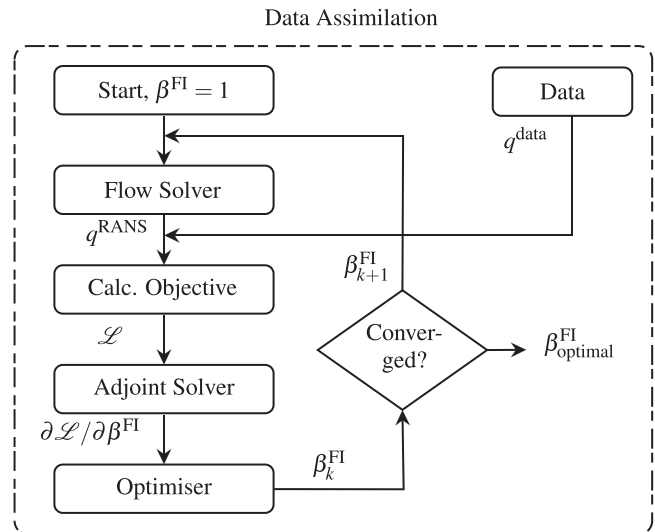 Data Assimilation
Start, β^FI = 1
Data
q^data
Flow Solver
q^RANS
Calc. Objective
β^FI_{k+1}
ℒ
Conver-
ged?
β^FI_optimal
Adjoint Solver
∂ℒ/∂β^FI
Optimiser
β^FI_k